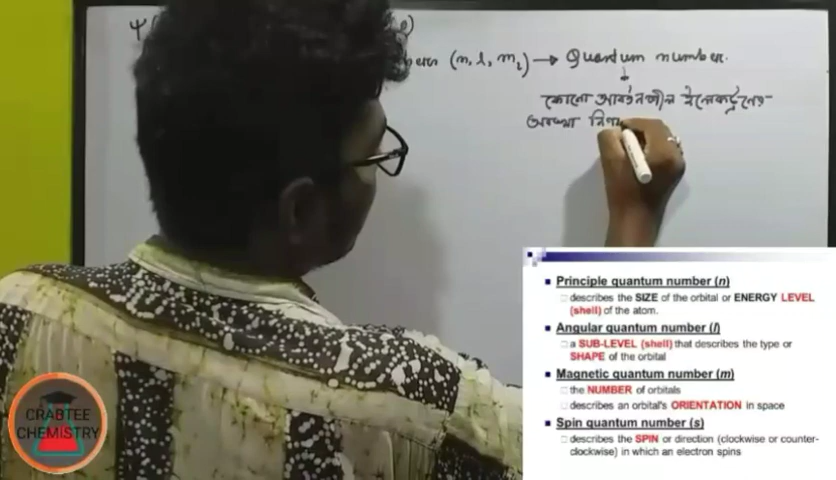 Ψ(
(n, l, m_l) → Quantum number.
↓
কোনো আবর্তনশীল ইলেকট্রনের
অবস্থা নির্ণ
Principle quantum number (n)
describes the SIZE of the orbital or ENERGY LEVEL
(shell) of the atom.
Angular quantum number (l)
a SUB-LEVEL (shell) that describes the type or
SHAPE of the orbital
Magnetic quantum number (m)
the NUMBER of orbitals
describes an orbital's ORIENTATION in space
Spin quantum number (s)
describes the SPIN or direction (clockwise or counter-
clockwise) in which an electron spins
CRABTEE
CHEMISTRY